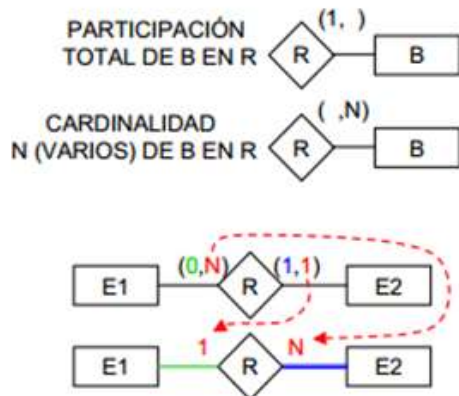 PARTICIPACIÓN
TOTAL DE B EN R
R
(1, )
B
CARDINALIDAD
N (VARIOS) DE B EN R
R
( ,N)
B
E1
(0,N)
R
(1,1)
E2
E1
1
R
N
E2